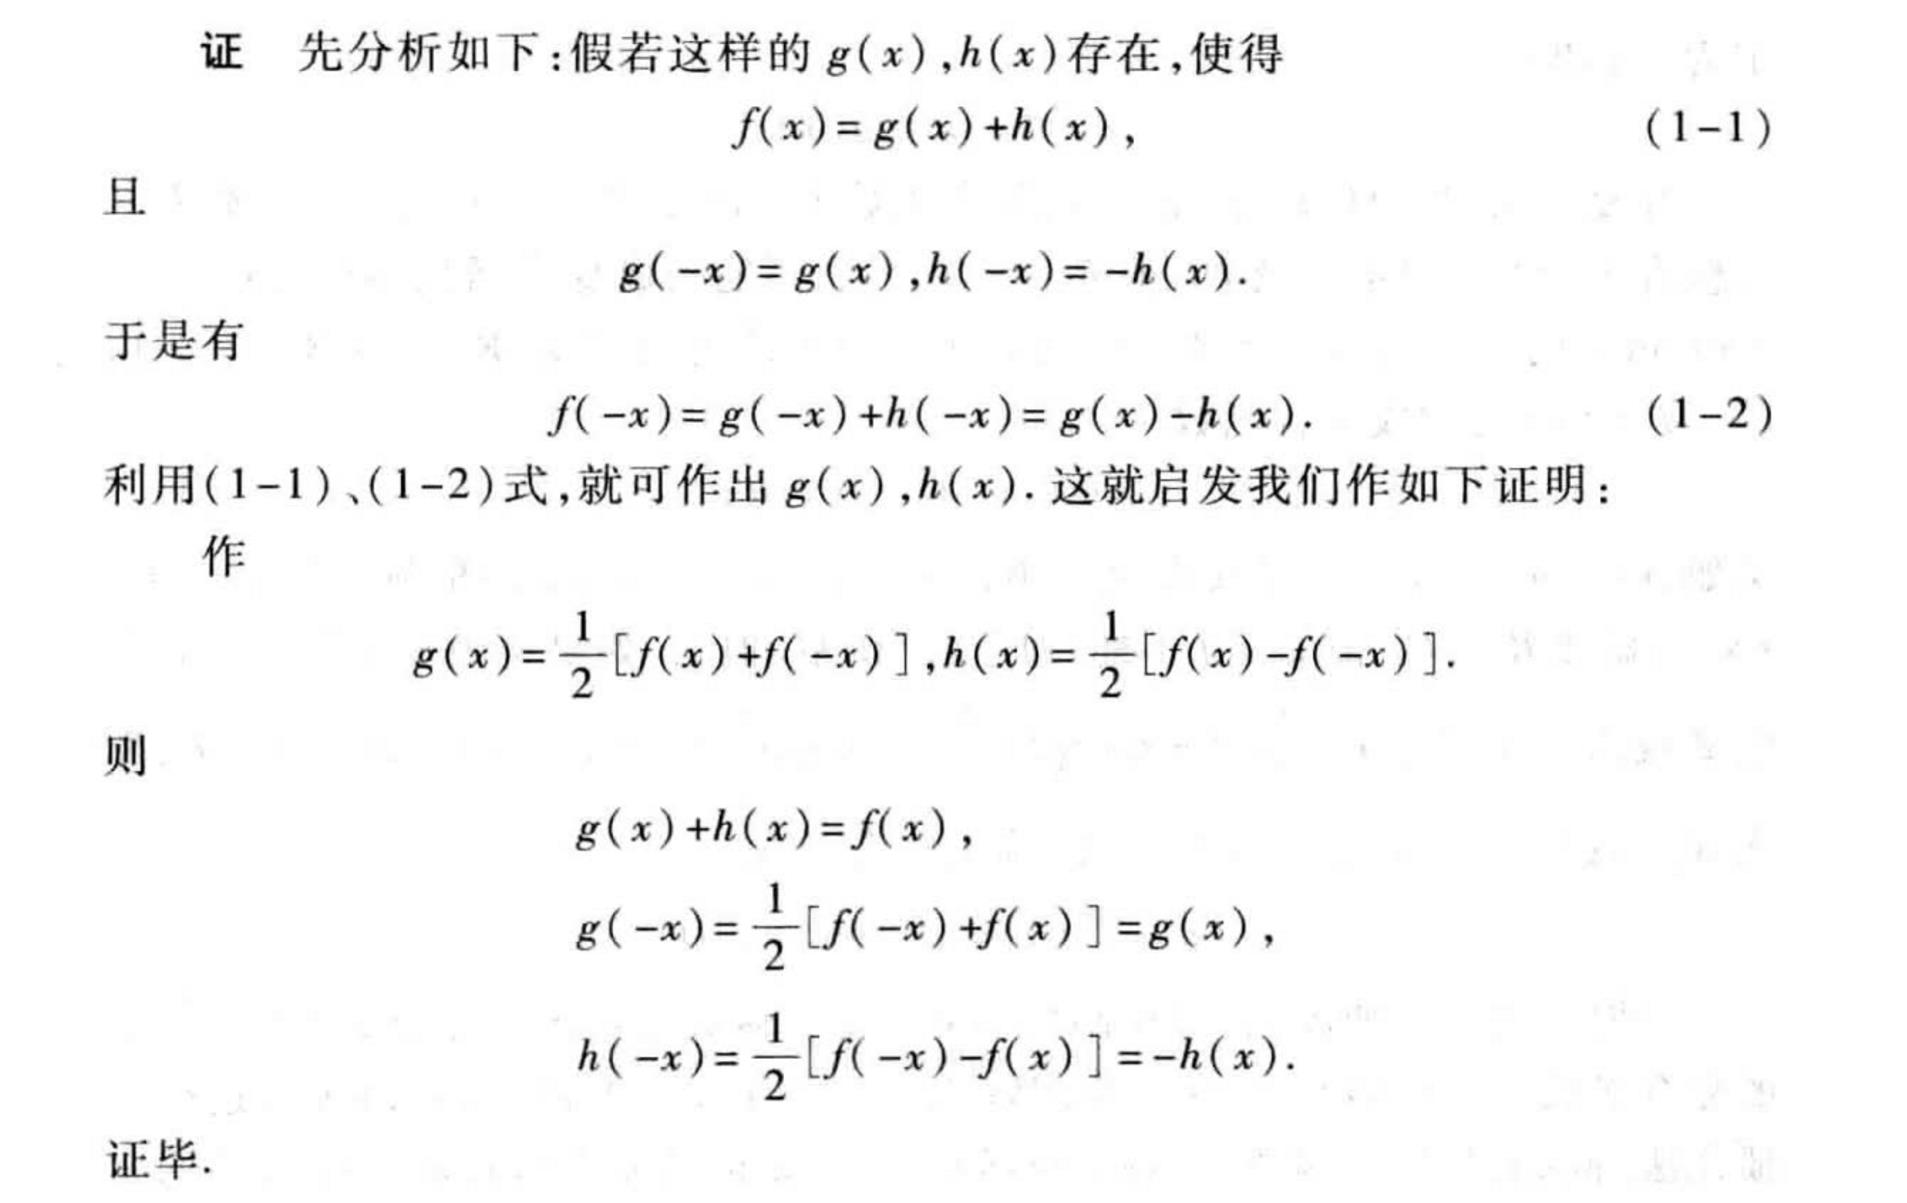 证 先分析如下:假若这样的 g(x),h(x)存在,使得
f(x)=g(x)+h(x), (1-1)
且
g(-x)=g(x),h(-x)=-h(x).
于是有
f(-x)=g(-x)+h(-x)=g(x)-h(x). (1-2)
利用(1-1)、(1-2)式,就可作出 g(x),h(x). 这就启发我们作如下证明:
作
g(x)=\frac{1}{2}[f(x)+f(-x)],h(x)=\frac{1}{2}[f(x)-f(-x)].
则
g(x)+h(x)=f(x),
g(-x)=\frac{1}{2}[f(-x)+f(x)]=g(x),
h(-x)=\frac{1}{2}[f(-x)-f(x)]=-h(x).
证毕.